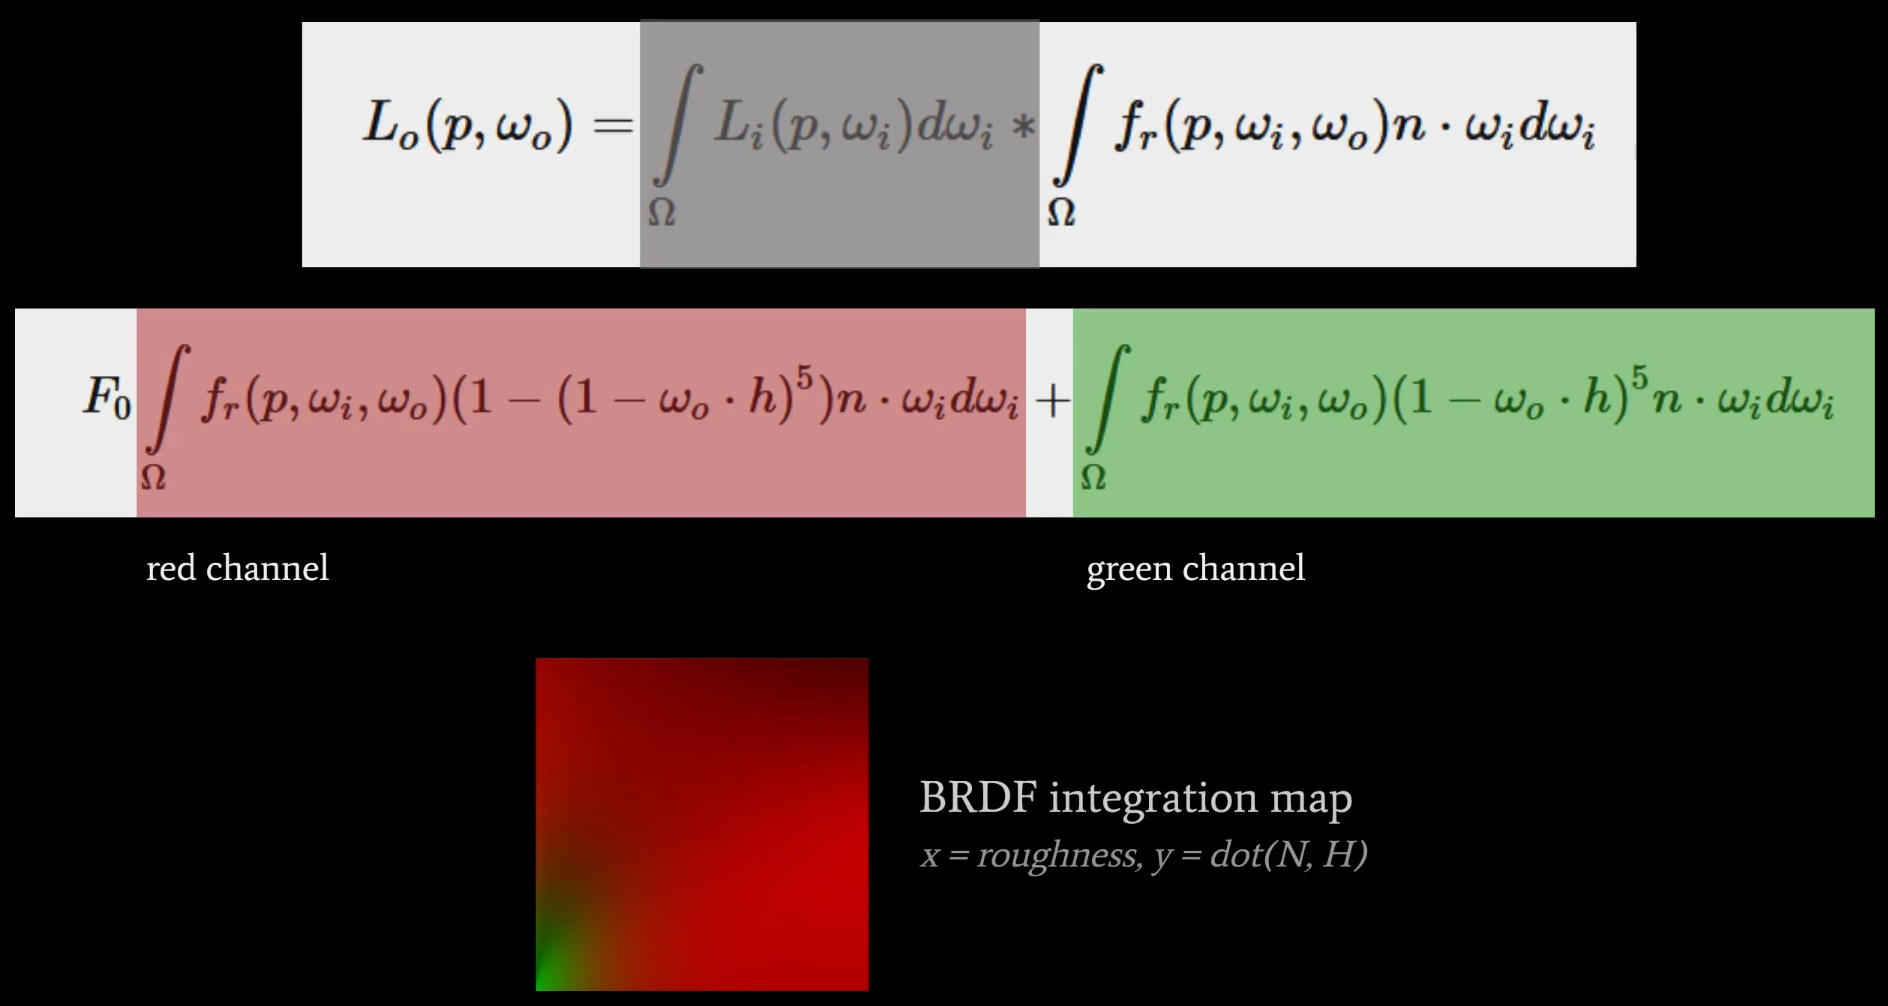 L_o(p, ω_o) = ∫_Ω L_i(p, ω_i)dω_i * ∫_Ω f_r(p, ω_i, ω_o)n · ω_i dω_i
F_0 ∫_Ω f_r(p, ω_i, ω_o)(1 − (1 − ω_o · h)^5)n · ω_i dω_i + ∫_Ω f_r(p, ω_i, ω_o)(1 − ω_o · h)^5 n · ω_i dω_i
red channel green channel
BRDF integration map
x = roughness, y = dot(N, H)